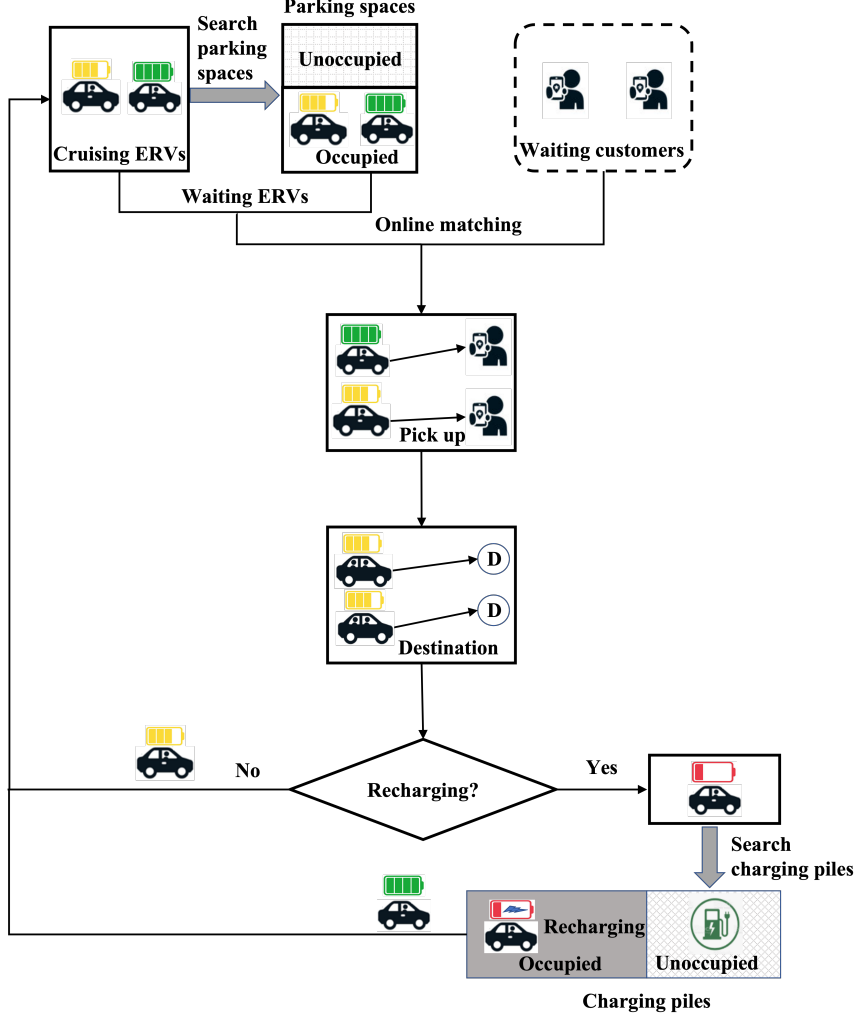 Parking spaces
Search
parking
spaces
Unoccupied
Cruising ERVs
Occupied
Waiting customers
Waiting ERVs
Online matching
Pick up
D
D
Destination
No
Recharging?
Yes
Search
charging piles
Recharging
Occupied
Unoccupied
Charging piles